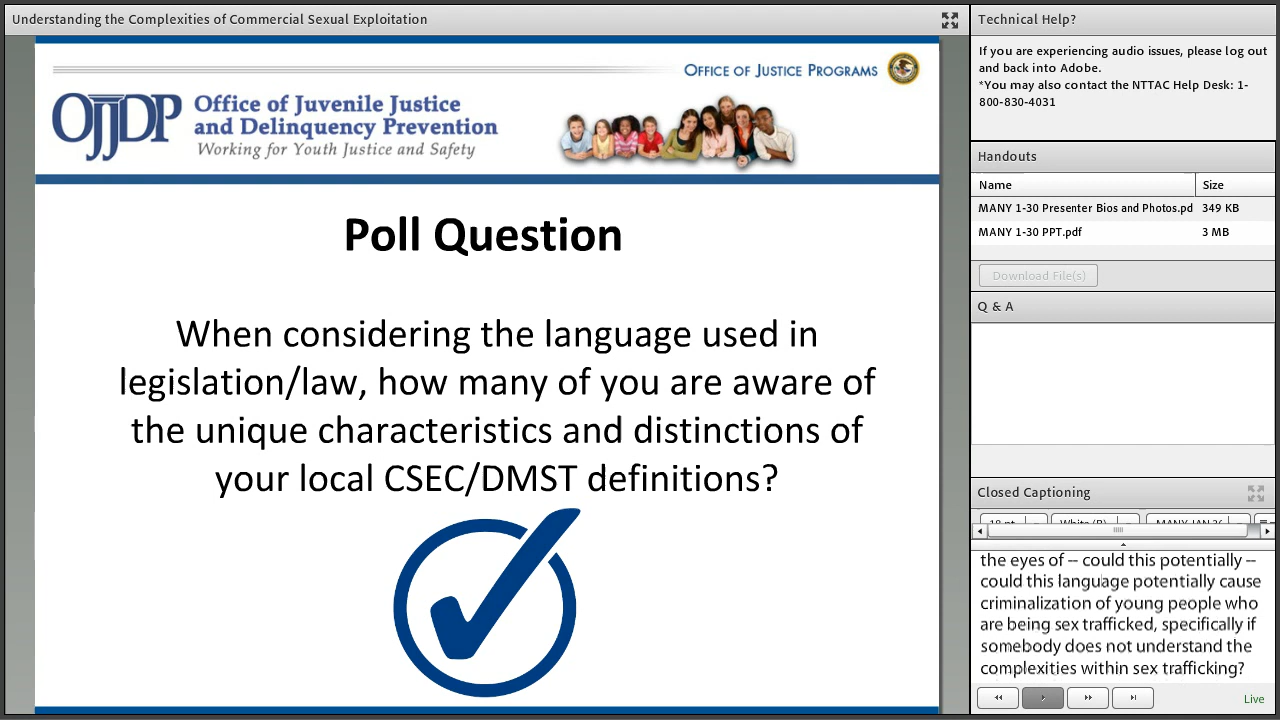 Understanding the Complexities of Commercial Sexual Exploitation
OFFICE OF JUSTICE PROGRAMS
OJJDP
Office of Juvenile Justice
and Delinquency Prevention
Working for Youth Justice and Safety
Poll Question
When considering the language used in
legislation/law, how many of you are aware of
the unique characteristics and distinctions of
your local CSEC/DMST definitions?
Technical Help?
If you are experiencing audio issues, please log out
and back into Adobe.
*You may also contact the NTTAC Help Desk: 1-
800-830-4031
Handouts
Name Size
MANY 1-30 Presenter Bios and Photos.pd 349 KB
MANY 1-30 PPT.pdf 3 MB
Download File(s)
Q & A
Closed Captioning
18 pt White (B) MANY JAN 3
the eyes of -- could this potentially --
could this language potentially cause
criminalization of young people who
are being sex trafficked, specifically if
somebody does not understand the
complexities within sex trafficking?
Live